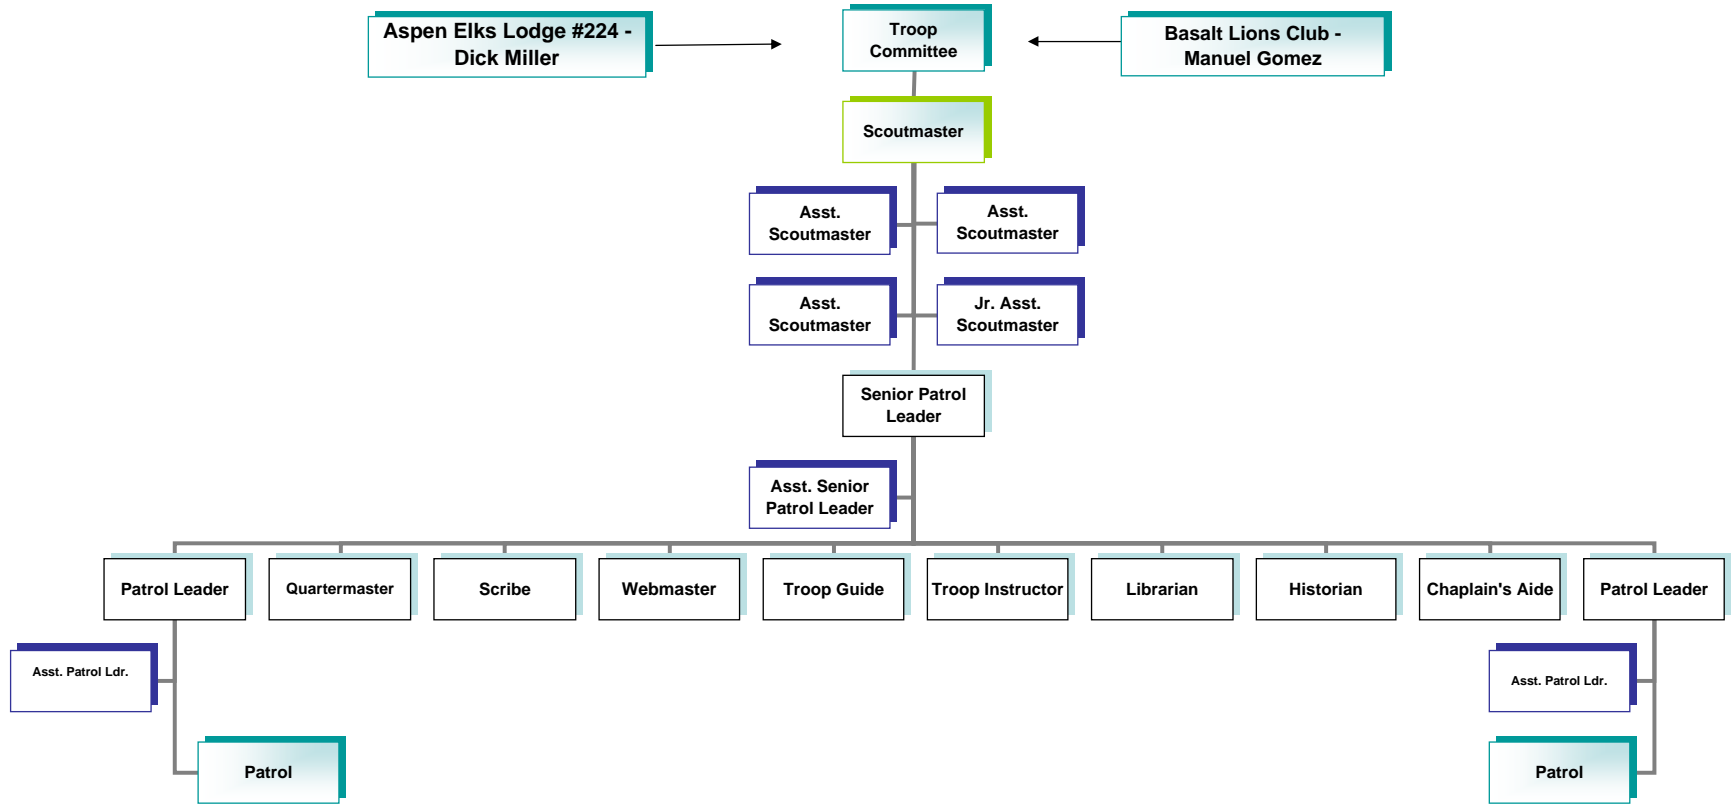 Aspen Elks Lodge #224 -
Dick Miller
Troop
Committee
Basalt Lions Club -
Manuel Gomez
Scoutmaster
Asst.
Scoutmaster
Asst.
Scoutmaster
Asst.
Scoutmaster
Jr. Asst.
Scoutmaster
Senior Patrol
Leader
Asst. Senior
Patrol Leader
Patrol Leader
Quartermaster
Scribe
Webmaster
Troop Guide
Troop Instructor
Librarian
Historian
Chaplain's Aide
Patrol Leader
Asst. Patrol Ldr.
Asst. Patrol Ldr.
Patrol
Patrol